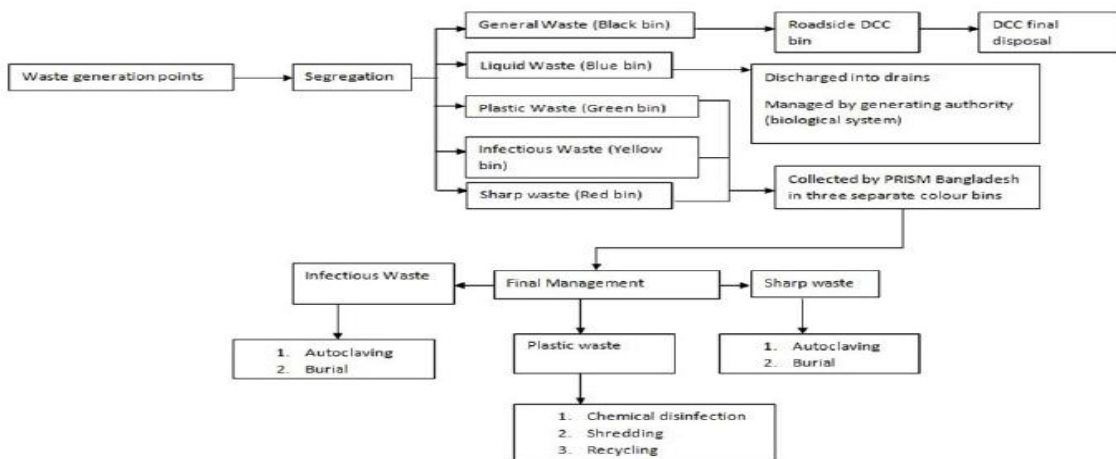 General Waste (Black bin)
Roadside DCC
bin
DCC final
disposal
Waste generation points
Segregation
Liquid Waste (Blue bin)
Discharged into drains
Managed by generating authority
(biological system)
Plastic Waste (Green bin)
Infectious Waste (Yellow
bin)
Sharp waste (Red bin)
Collected by PRISM Bangladesh
in three separate colour bins
Infectious Waste
Final Management
Sharp waste
1. Autoclaving
2. Burial
Plastic waste
1. Autoclaving
2. Burial
1. Chemical disinfection
2. Shredding
3. Recycling